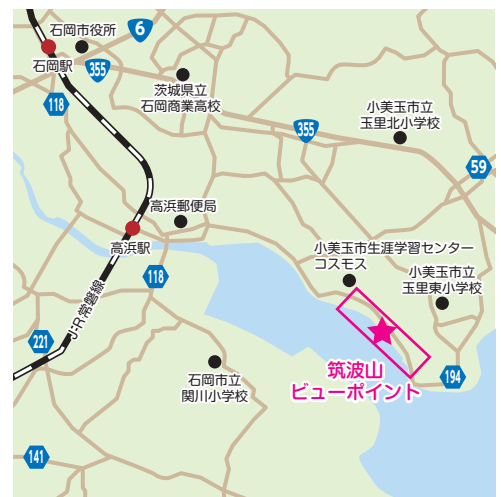 石岡市役所
6
石岡駅
355
118
茨城県立
石岡商業高校
小美玉市立
玉里北小学校
355
59
高浜郵便局
高浜駅
小美玉市生涯学習センター
コスモス
118
小美玉市立
玉里東小学校
JR常磐線
221
石岡市立
関川小学校
筑波山
ビューポイント
194
141